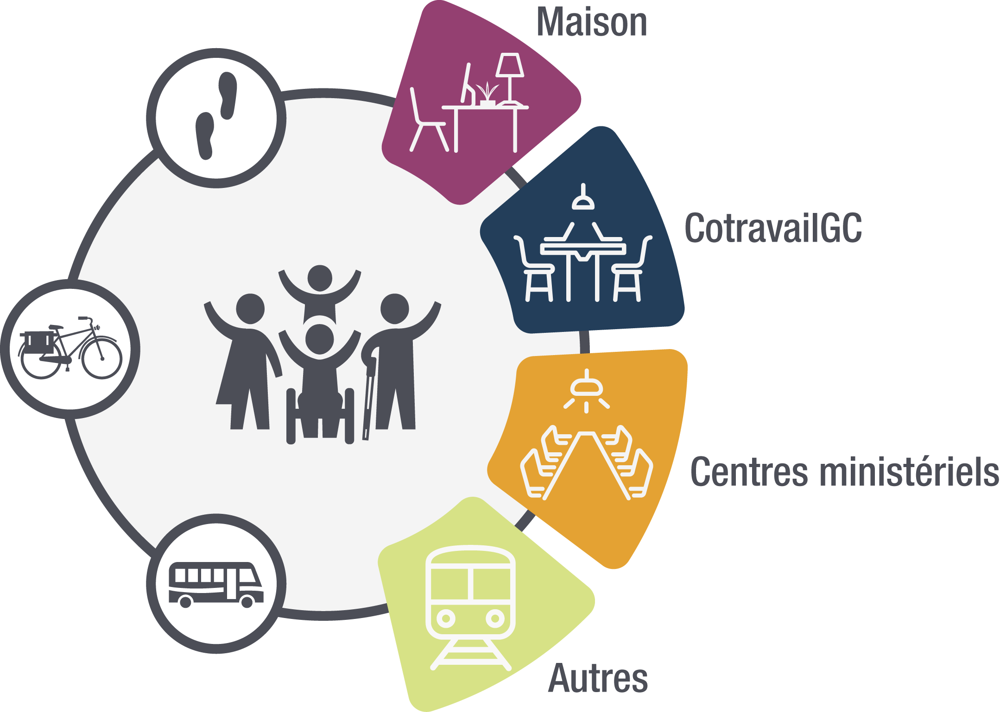 Maison
CotravailGC
Centres ministériels
Autres